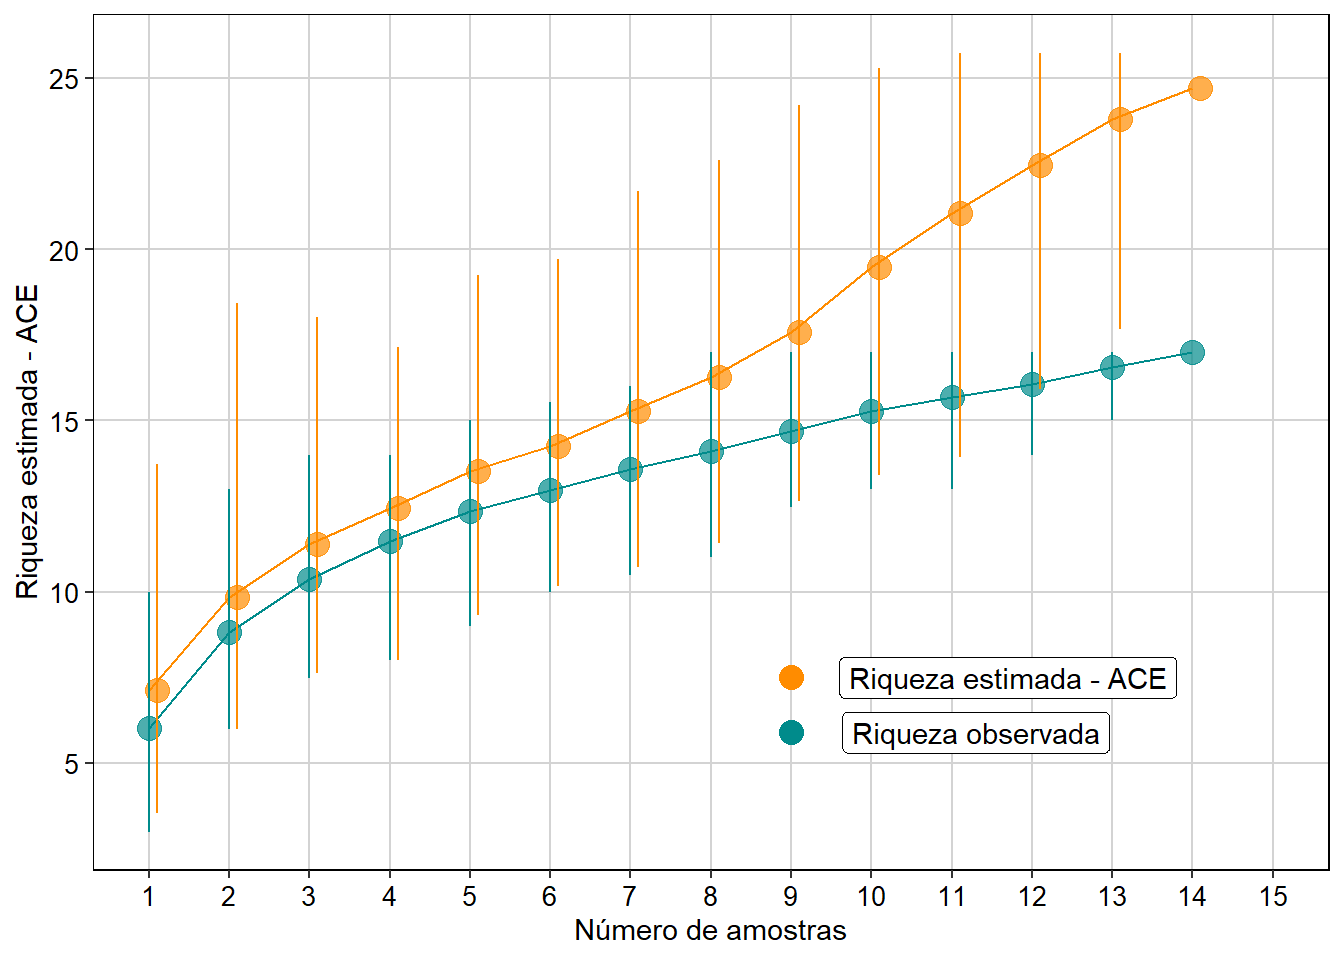 Riqueza estimada - ACE
25
20
15
10
5
Riqueza estimada - ACE
Riqueza observada
1 2 3 4 5 6 7 8 9 10 11 12 13 14 15
Número de amostras